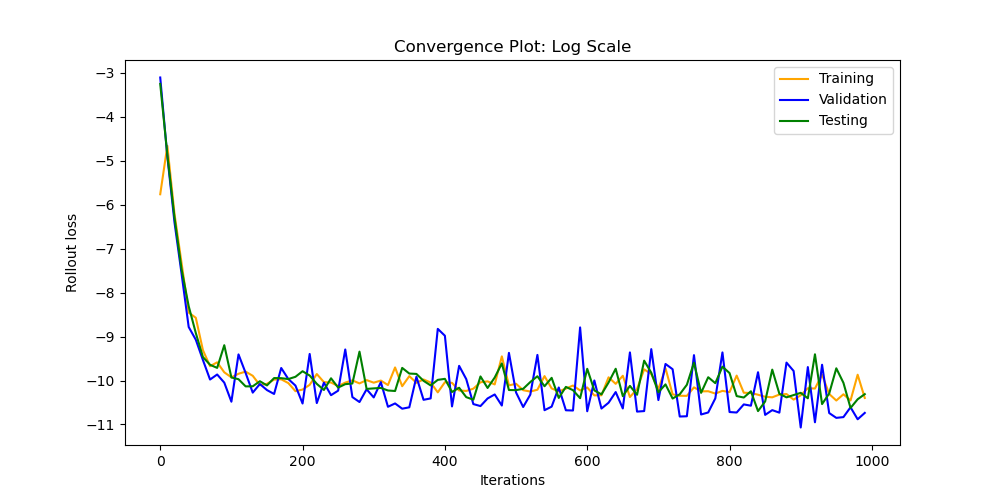 Convergence Plot: Log Scale
Training
Validation
Testing
Rollout loss
−3
−4
−5
−6
−7
−8
−9
−10
−11
0
200
400
600
800
1000
Iterations